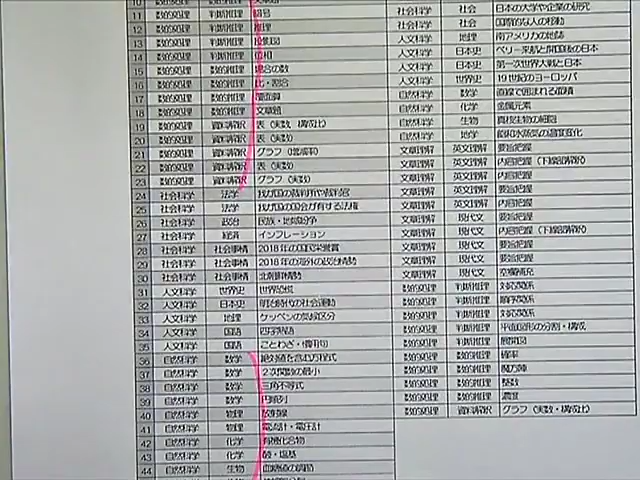 11 数的処理 判断推理 暗号
12 数的処理 判断推理
13 数的処理 判断推理 投影図
14 数的処理 判断推理 位相
15 数的処理 数的推理 場合の数
16 数的処理 数的推理 比・割合
17 数的処理 数的推理 覆面算
18 数的処理 数的推理 文章題
19 数的処理 資料解釈 表（実数・構成比）
20 数的処理 資料解釈 表（実数）
21 数的処理 資料解釈 グラフ（増減率）
22 数的処理 資料解釈 表（実数）
23 数的処理 資料解釈 グラフ（実数）
24 社会科学 法学 我が国の裁判所や裁判官
25 社会科学 法学 我が国の国会が有する権
26 社会科学 政治 民族・地域紛争
27 社会科学 経済 インフレーション
28 社会科学 社会事情 2018年の国民栄誉賞
29 社会科学 社会事情 2018年の海外の政治情勢
30 社会科学 社会事情 北朝鮮情勢
31 人文科学 世界史
32 人文科学 日本史 明治時代の社会運動
33 人文科学 地理 ケッペンの気候区分
34 人文科学 国語 四字熟語
35 人文科学 国語 ことわざ・慣用句
36 自然科学 数学 絶対値を含む方程式
37 自然科学 数学 2次関数の最小
38 自然科学 数学 三角不等式
39 自然科学 数学
40 自然科学 物理 放射線
41 自然科学 物理 電流計・電圧計
42 自然科学 化学 有機化合物
43 自然科学 化学 酸・塩基
44 自然科学 生物
社会科学 社会 日本の大学や企業の研究
社会科学 社会 国際的な人の移動
人文科学 地理 南アメリカの地誌
人文科学 日本史 ペリー来航と開国後の日本
人文科学 日本史 第一次世界大戦と日本
人文科学 世界史 19世紀のヨーロッパ
自然科学 数学 直線で囲まれる面積
自然科学 化学 金属元素
自然科学 生物 真核生物の細胞
自然科学 地学
文章理解 英文理解 要旨把握
文章理解 英文理解 内容把握（下線部解釈）
文章理解 英文理解 要旨把握
文章理解 英文理解 内容把握
文章理解 現代文 要旨把握
文章理解 現代文 内容把握（下線部解釈）
文章理解 現代文 要旨把握
文章理解 現代文 要旨把握
文章理解 現代文 空欄補充
数的処理 判断推理 対応関係
数的処理 判断推理 順序関係
数的処理 判断推理 対応関係
数的処理 判断推理 平面図形の分割・構成
数的処理 判断推理 展開図
数的処理 数的推理 確率
数的処理 数的推理 魔方陣
数的処理 数的推理 整数
数的処理 数的推理 濃度
数的処理 資料解釈 グラフ（実数・構成比）